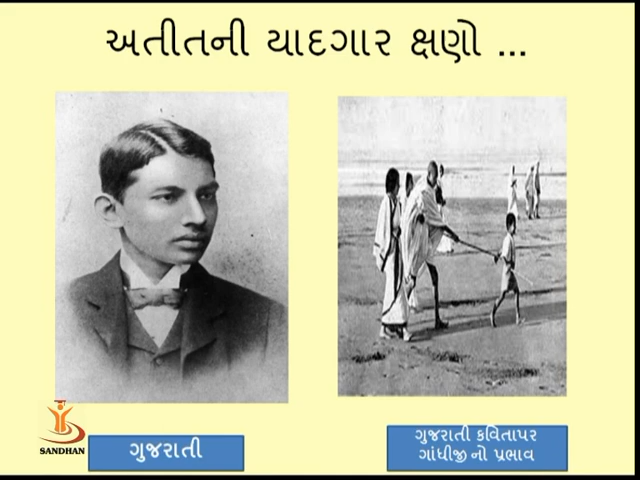 અતીતની યાદગાર ક્ષણો ...
SANDHAN
ગુજરાતી
ગુજરાતી કવિતાપર
ગાંધીજી નો પ્રભાવ